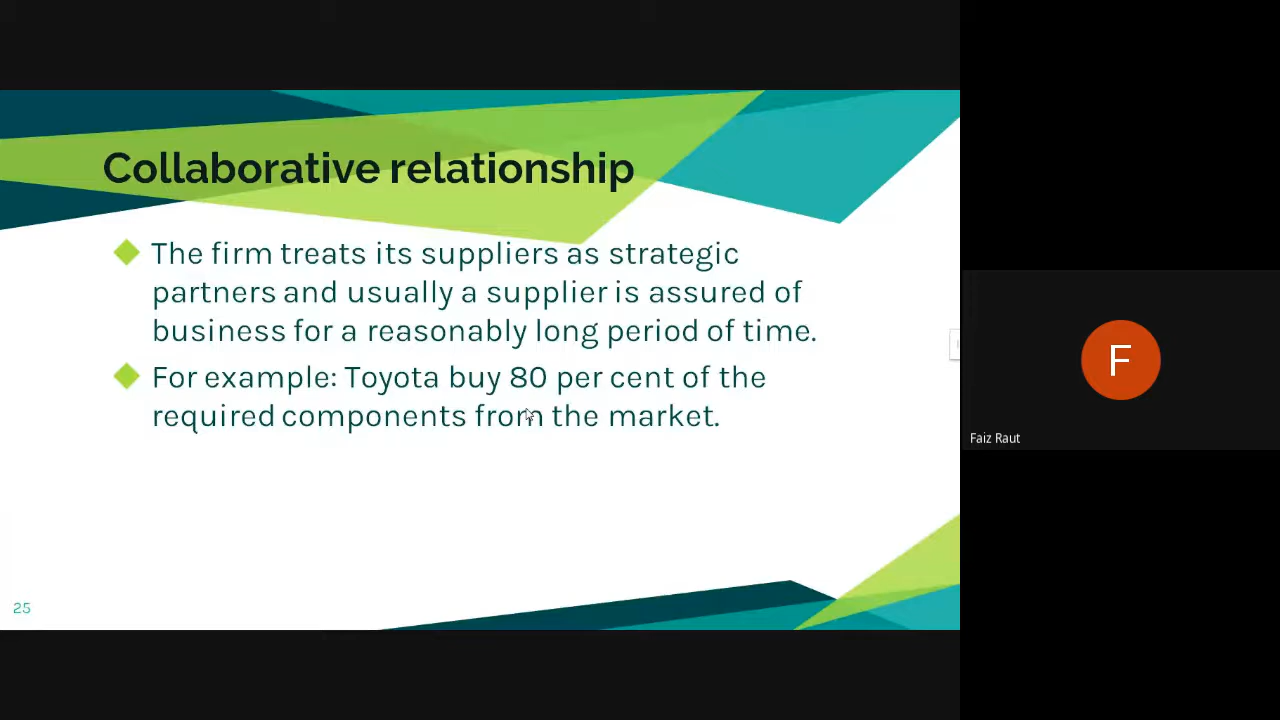 Collaborative relationship
The firm treats its suppliers as strategic
partners and usually a supplier is assured of
business for a reasonably long period of time.
For example: Toyota buy 80 per cent of the
required components from the market.
25
F
Faiz Raut